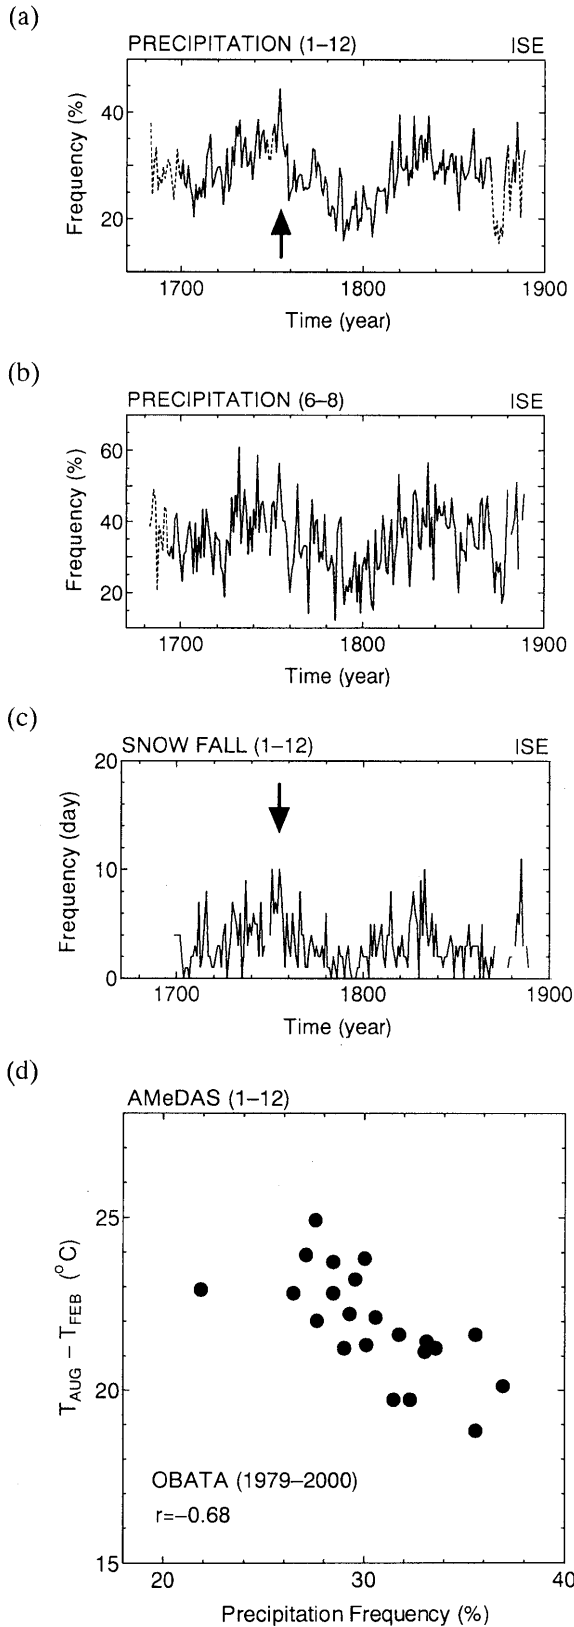 (a)
PRECIPITATION (1–12) ISE
Frequency (%)
40
20
1700 1800 1900
Time (year)
(b)
PRECIPITATION (6–8) ISE
Frequency (%)
60
40
20
1700 1800 1900
Time (year)
(c)
SNOW FALL (1–12) ISE
Frequency (day)
20
10
0
1700 1800 1900
Time (year)
(d)
AMeDAS (1–12)
T_AUG – T_FEB (°C)
25
20
15
OBATA (1979–2000)
r=–0.68
20 30 40
Precipitation Frequency (%)